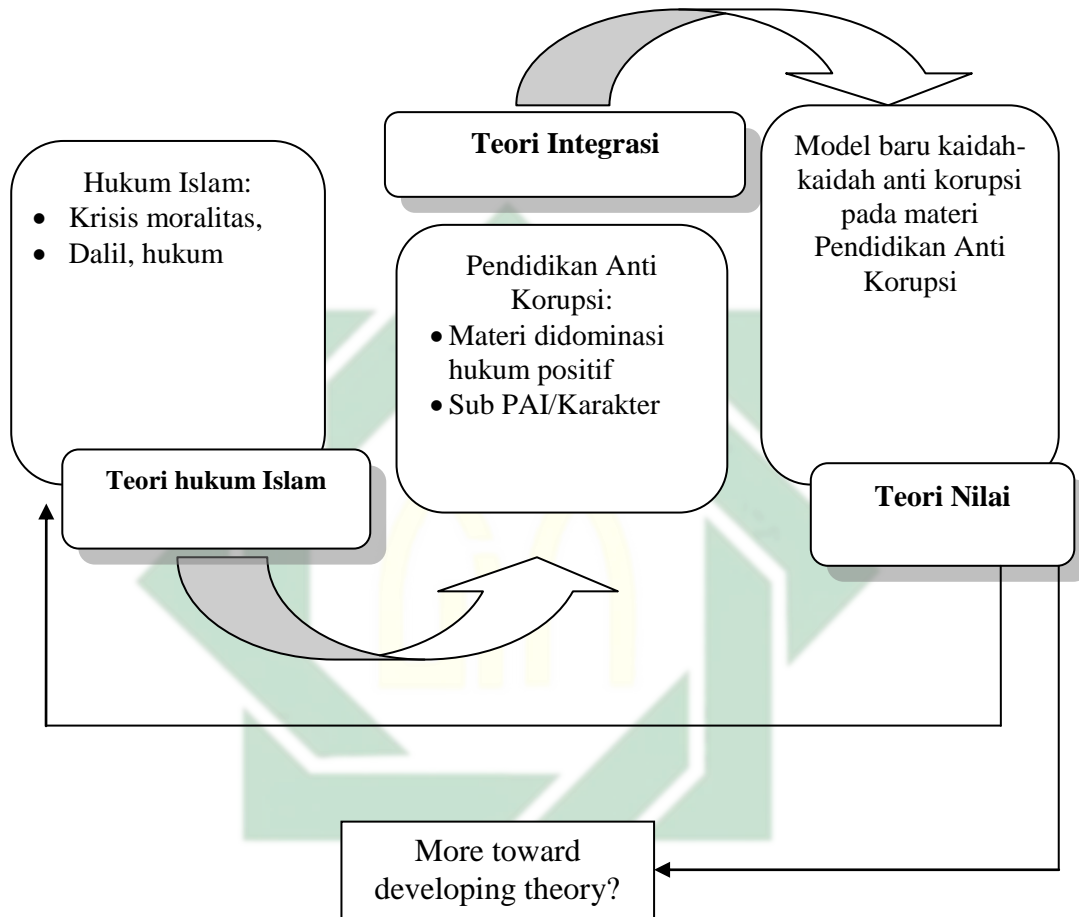 Hukum Islam:
• Krisis moralitas,
• Dalil, hukum
Teori hukum Islam
Teori Integrasi
Pendidikan Anti
Korupsi:
• Materi didominasi
hukum positif
• Sub PAI/Karakter
Model baru kaidah-
kaidah anti korupsi
pada materi
Pendidikan Anti
Korupsi
Teori Nilai
More toward
developing theory?